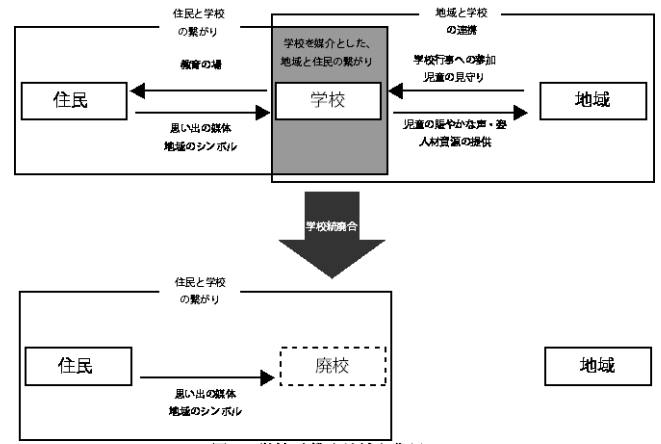 住民と学校
の繋がり
地域と学校
の連携
学校を媒介とした、
地域と住民の繋がり
教育の場
学校行事への参加
児童の見守り
住民
学校
地域
思い出の媒体
地域のシンボル
児童の賑やかな声・姿
人材資源の提供
学校統廃合
住民と学校
の繋がり
住民
廃校
地域
思い出の媒体
地域のシンボル